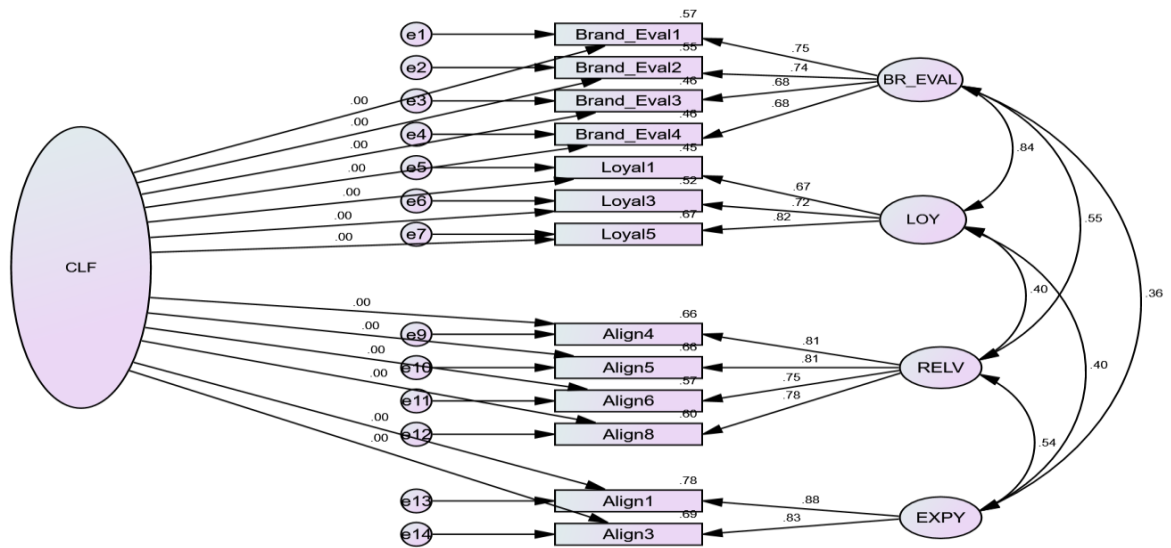 .57
e1 Brand_Eval1
.75
.55
e2 Brand_Eval2
.74
BR_EVAL
.46
.68
.00
e3 Brand_Eval3
.00
.46
.68
e4 Brand_Eval4
.00
.45
.84
.00
e5 Loyal1
.67
.00
.52
e6 Loyal3
.72
LOY
.00
.67
.82
.55
e7 Loyal5
.00
CLF
.40
.36
.00
.66
e9 Align4
.81
.00
.66
e10 Align5
.81
RELV
.00
.57
.75
.40
e11 Align6
.00
.60
.78
e12 Align8
.00
.00
.54
.78
e13 Align1
.88
.69
EXPY
e14 Align3
.83